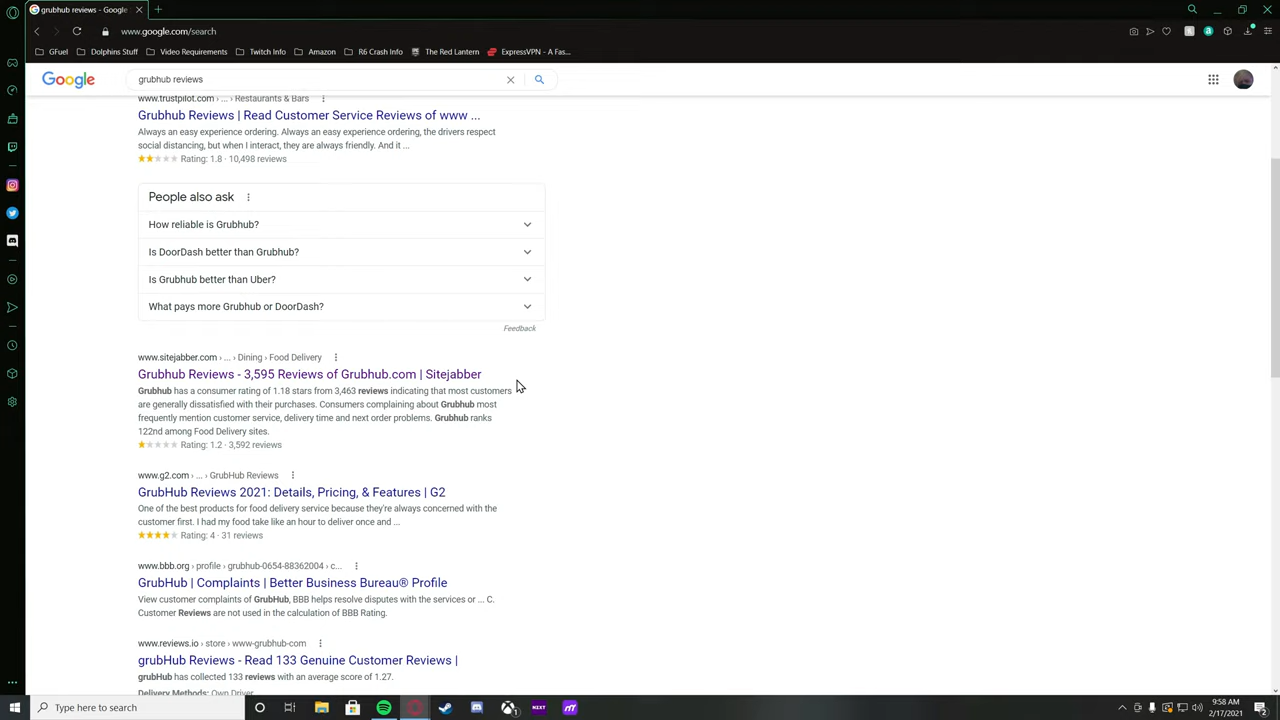 grubhub reviews - Google
www.google.com/search
GFuel
Dolphins Stuff
Video Requirements
Twitch Info
Amazon
R6 Crash Info
The Red Lantern
ExpressVPN - A Fas...
Google
grubhub reviews
www.trustpilot.com › ... › Restaurants & Bars
Grubhub Reviews | Read Customer Service Reviews of www ...
Always an easy experience ordering. Always an easy experience ordering, the drivers respect
social distancing, but when I interact, they are always friendly. And it ...
Rating: 1.8 · 10,498 reviews
People also ask
How reliable is Grubhub?
Is DoorDash better than Grubhub?
Is Grubhub better than Uber?
What pays more Grubhub or DoorDash?
Feedback
www.sitejabber.com › ... › Dining › Food Delivery
Grubhub Reviews - 3,595 Reviews of Grubhub.com | Sitejabber
Grubhub has a consumer rating of 1.18 stars from 3,463 reviews indicating that most customers
are generally dissatisfied with their purchases. Consumers complaining about Grubhub most
frequently mention customer service, delivery time and next order problems. Grubhub ranks
122nd among Food Delivery sites.
Rating: 1.2 · 3,592 reviews
www.g2.com › ... › GrubHub Reviews
GrubHub Reviews 2021: Details, Pricing, & Features | G2
One of the best products for food delivery service because they're always concerned with the
customer first. I had my food take like an hour to deliver once and ...
Rating: 4 · 31 reviews
www.bbb.org › profile › grubhub-0654-88362004 › c...
GrubHub | Complaints | Better Business Bureau® Profile
View customer complaints of GrubHub, BBB helps resolve disputes with the services or ... C.
Customer Reviews are not used in the calculation of BBB Rating.
www.reviews.io › store › www-grubhub-com
grubHub Reviews - Read 133 Genuine Customer Reviews |
grubHub has collected 133 reviews with an average score of 1.27.
Delivery Methods: Own Driver
Type here to search
NZXT
9:58 AM
2/17/2021
2